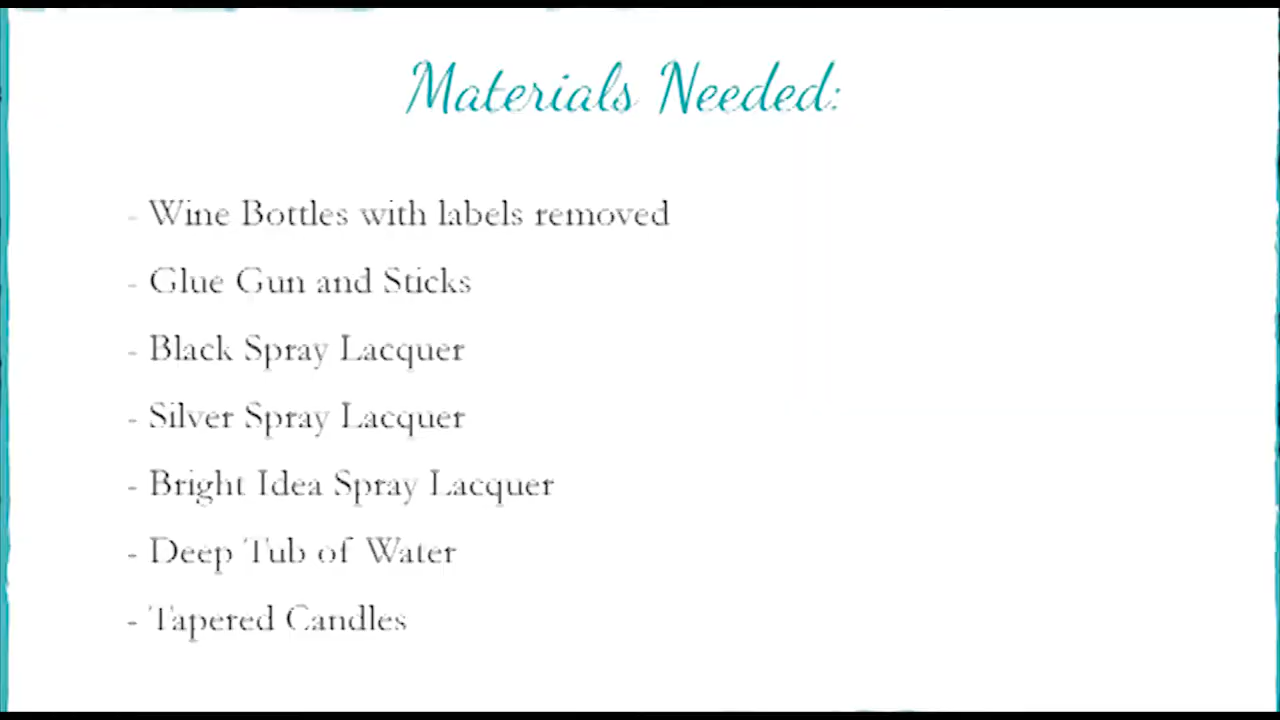 Materials Needed:
- Wine Bottles with labels removed
- Glue Gun and Sticks
- Black Spray Lacquer
- Silver Spray Lacquer
- Bright Idea Spray Lacquer
- Deep Tub of Water
- Tapered Candles